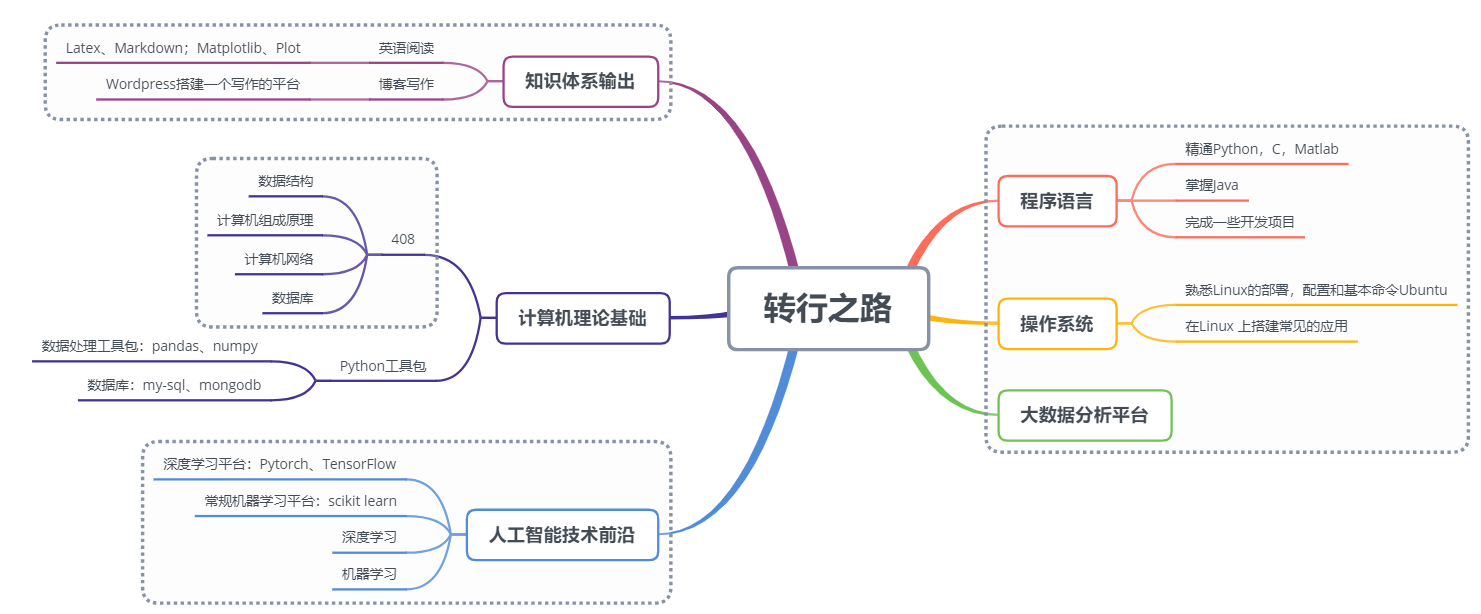 转行之路
知识体系输出
英语阅读
Latex、Markdown；Matplotlib、Plot
博客写作
Wordpress搭建一个写作的平台
计算机理论基础
408
数据结构
计算机组成原理
计算机网络
数据库
Python工具包
数据处理工具包：pandas、numpy
数据库：my-sql、mongodb
人工智能技术前沿
深度学习平台：Pytorch、TensorFlow
常规机器学习平台：scikit learn
深度学习
机器学习
程序语言
精通Python，C，Matlab
掌握Java
完成一些开发项目
操作系统
熟悉Linux的部署，配置和基本命令Ubuntu
在Linux 上搭建常见的应用
大数据分析平台